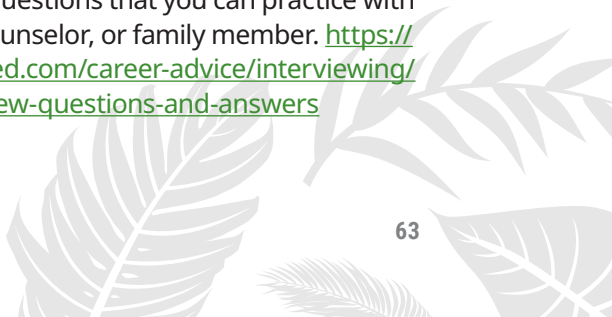 uestions that you can practice with
unselor, or family member. https://
ed.com/career-advice/interviewing/
ew-questions-and-answers
63